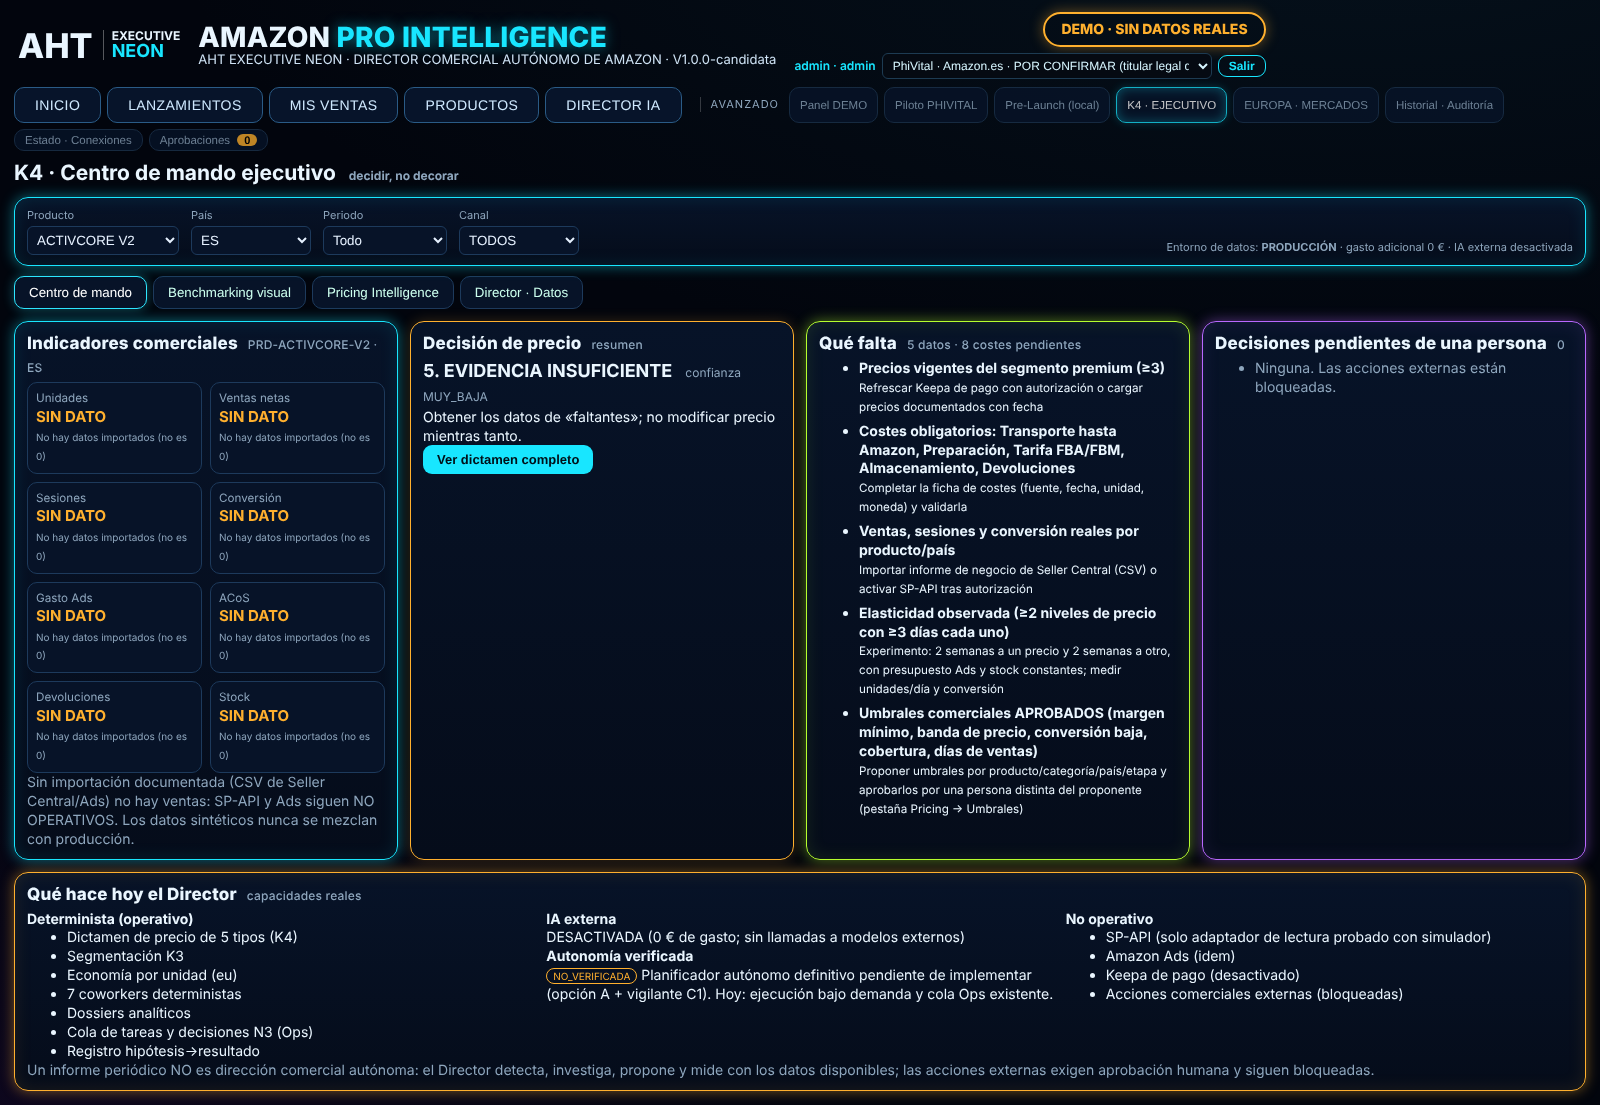 AHT EXECUTIVE NEON
AMAZON PRO INTELLIGENCE
AHT EXECUTIVE NEON · DIRECTOR COMERCIAL AUTÓNOMO DE AMAZON · V1.0.0-candidata
DEMO · SIN DATOS REALES
admin · admin
PhiVital · Amazon.es · POR CONFIRMAR (titular legal c
Salir
INICIO
LANZAMIENTOS
MIS VENTAS
PRODUCTOS
DIRECTOR IA
AVANZADO
Panel DEMO
Piloto PHIVITAL
Pre-Launch (local)
K4 · EJECUTIVO
EUROPA · MERCADOS
Historial · Auditoría
Estado · Conexiones
Aprobaciones 0
K4 · Centro de mando ejecutivo decidir, no decorar
Producto
País
Periodo
Canal
ACTIVCORE V2
ES
Todo
TODOS
Entorno de datos: PRODUCCIÓN · gasto adicional 0 € · IA externa desactivada
Centro de mando
Benchmarking visual
Pricing Intelligence
Director · Datos
Indicadores comerciales PRD-ACTIVCORE-V2 ·
ES
Unidades
SIN DATO
No hay datos importados (no es
0)
Ventas netas
SIN DATO
No hay datos importados (no es
0)
Sesiones
SIN DATO
No hay datos importados (no es
0)
Conversión
SIN DATO
No hay datos importados (no es
0)
Gasto Ads
SIN DATO
No hay datos importados (no es
0)
ACoS
SIN DATO
No hay datos importados (no es
0)
Devoluciones
SIN DATO
No hay datos importados (no es
0)
Stock
SIN DATO
No hay datos importados (no es
0)
Sin importación documentada (CSV de Seller
Central/Ads) no hay ventas: SP-API y Ads siguen NO
OPERATIVOS. Los datos sintéticos nunca se mezclan
con producción.
Decisión de precio resumen
5. EVIDENCIA INSUFICIENTE confianza
MUY_BAJA
Obtener los datos de «faltantes»; no modificar precio
mientras tanto.
Ver dictamen completo
Qué falta 5 datos · 8 costes pendientes
• Precios vigentes del segmento premium (≥3)
Refrescar Keepa de pago con autorización o cargar
precios documentados con fecha
• Costes obligatorios: Transporte hasta
Amazon, Preparación, Tarifa FBA/FBM,
Almacenamiento, Devoluciones
Completar la ficha de costes (fuente, fecha, unidad,
moneda) y validarla
• Ventas, sesiones y conversión reales por
producto/país
Importar informe de negocio de Seller Central (CSV) o
activar SP-API tras autorización
• Elasticidad observada (≥2 niveles de precio
con ≥3 días cada uno)
Experimento: 2 semanas a un precio y 2 semanas a otro,
con presupuesto Ads y stock constantes; medir
unidades/día y conversión
• Umbrales comerciales APROBADOS (margen
mínimo, banda de precio, conversión baja,
cobertura, días de ventas)
Proponer umbrales por producto/categoría/país/etapa y
aprobarlos por una persona distinta del proponente
(pestaña Pricing → Umbrales)
Decisiones pendientes de una persona 0
• Ninguna. Las acciones externas están
bloqueadas.
Qué hace hoy el Director capacidades reales
Determinista (operativo)
• Dictamen de precio de 5 tipos (K4)
• Segmentación K3
• Economía por unidad (eu)
• 7 coworkers deterministas
• Dossiers analíticos
• Cola de tareas y decisiones N3 (Ops)
• Registro hipótesis→resultado
IA externa
DESACTIVADA (0 € de gasto; sin llamadas a modelos externos)
Autonomía verificada
NO_VERIFICADA Planificador autónomo definitivo pendiente de implementar
(opción A + vigilante C1). Hoy: ejecución bajo demanda y cola Ops existente.
No operativo
• SP-API (solo adaptador de lectura probado con simulador)
• Amazon Ads (idem)
• Keepa de pago (desactivado)
• Acciones comerciales externas (bloqueadas)
Un informe periódico NO es dirección comercial autónoma: el Director detecta, investiga, propone y mide con los datos disponibles; las acciones externas exigen aprobación humana y siguen bloqueadas.